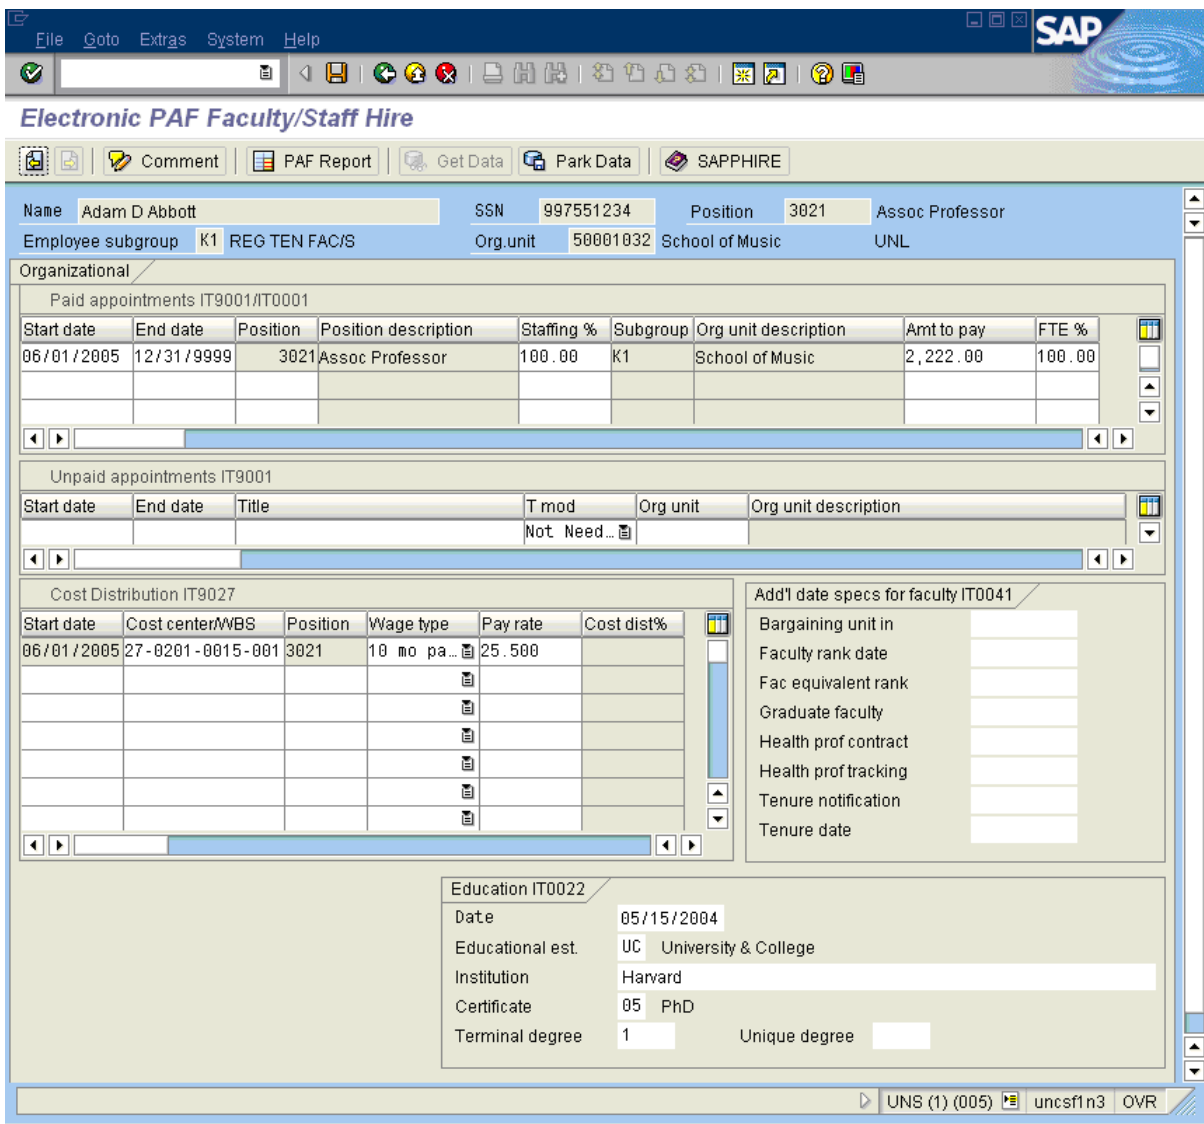 File Goto Extras System Help
SAP
Electronic PAF Faculty/Staff Hire
Comment PAF Report Get Data Park Data SAPPHIRE
Name Adam D Abbott SSN 997551234 Position 3021 Assoc Professor
Employee subgroup K1 REG TEN FAC/S Org.unit 50001032 School of Music UNL
Organizational
Paid appointments IT9001/IT0001
Start date End date Position Position description Staffing % Subgroup Org unit description Amt to pay FTE %
06/01/2005 12/31/9999 3021 Assoc Professor 100.00 K1 School of Music 2,222.00 100.00
Unpaid appointments IT9001
Start date End date Title T mod Org unit Org unit description
Not Need…
Cost Distribution IT9027
Start date Cost center/WBS Position Wage type Pay rate Cost dist%
06/01/2005 27-0201-0015-001 3021 10 mo pa… 25.500
Add'l date specs for faculty IT0041
Bargaining unit in
Faculty rank date
Fac equivalent rank
Graduate faculty
Health prof contract
Health prof tracking
Tenure notification
Tenure date
Education IT0022
Date 05/15/2004
Educational est. UC University & College
Institution Harvard
Certificate 05 PhD
Terminal degree 1 Unique degree
UNS (1) (005) uncsf1n3 OVR